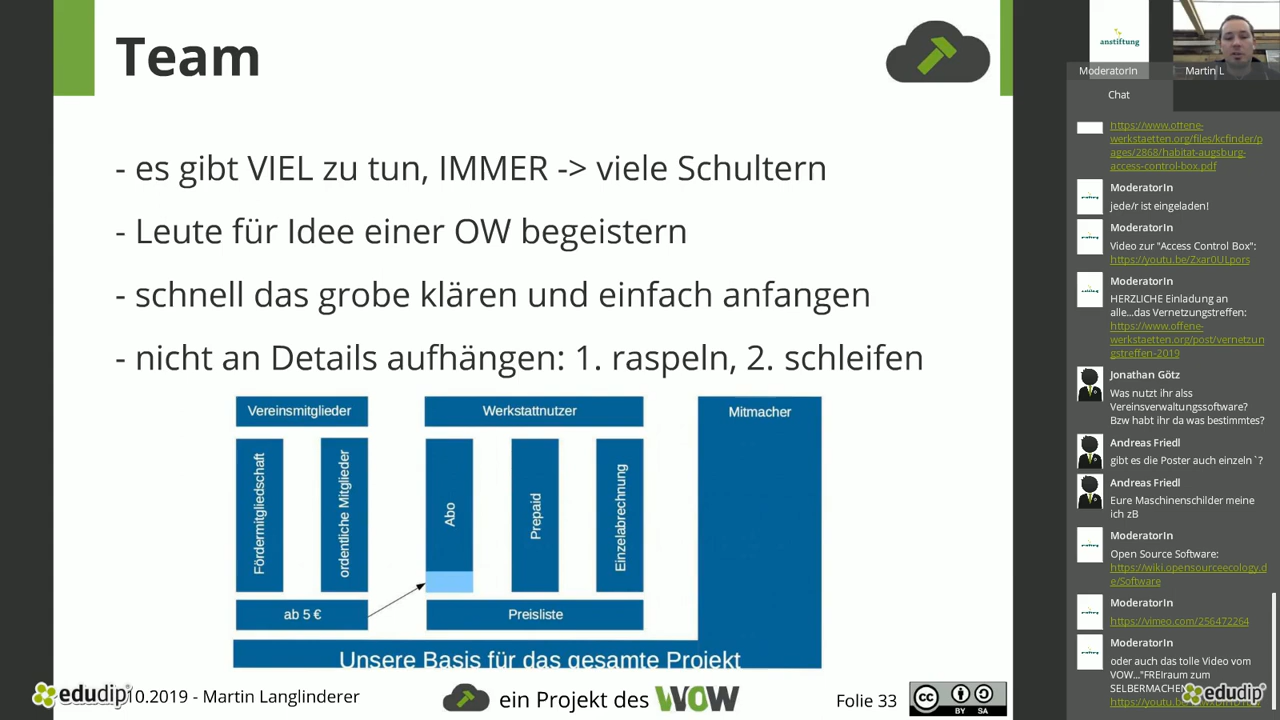 Team
- es gibt VIEL zu tun, IMMER -> viele Schultern
- Leute für Idee einer OW begeistern
- schnell das grobe klären und einfach anfangen
- nicht an Details aufhängen: 1. raspeln, 2. schleifen
Vereinsmitglieder
Werkstattnutzer
Mitmacher
Fördermitgliedschaft
ordentliche Mitglieder
Abo
Prepaid
Einzelabrechnung
ab 5 €
Preisliste
Unsere Basis für das gesamte Projekt
edudip
10.2019 - Martin Langlinderer
ein Projekt des WOW
Folie 33
cc
BY SA
anstiftung
ModeratorIn
Martin L
Chat
https://www.offene-
werkstaetten.org/files/kcfinder/p
ages/2868/habitat-augsburg-
access-control-box.pdf
ModeratorIn
jede/r ist eingeladen!
ModeratorIn
Video zur "Access Control Box":
https://youtu.be/Zxar0ULpors
ModeratorIn
HERZLICHE Einladung an
alle...das Vernetzungstreffen:
https://www.offene-
werkstaetten.org/post/vernetzun
gstreffen-2019
Jonathan Götz
Was nutzt ihr alss
Vereinsverwaltungssoftware?
Bzw habt ihr da was bestimmtes?
Andreas Friedl
gibt es die Poster auch einzeln`?
Andreas Friedl
Eure Maschinenschilder meine
ich zB
ModeratorIn
Open Source Software:
https://wiki.opensourceecology.d
e/Software
ModeratorIn
https://vimeo.com/256472264
ModeratorIn
oder auch das tolle Video vom
VOW..."FREIraum zum
SELBERMACHEN
edudip
https://youtu.be/